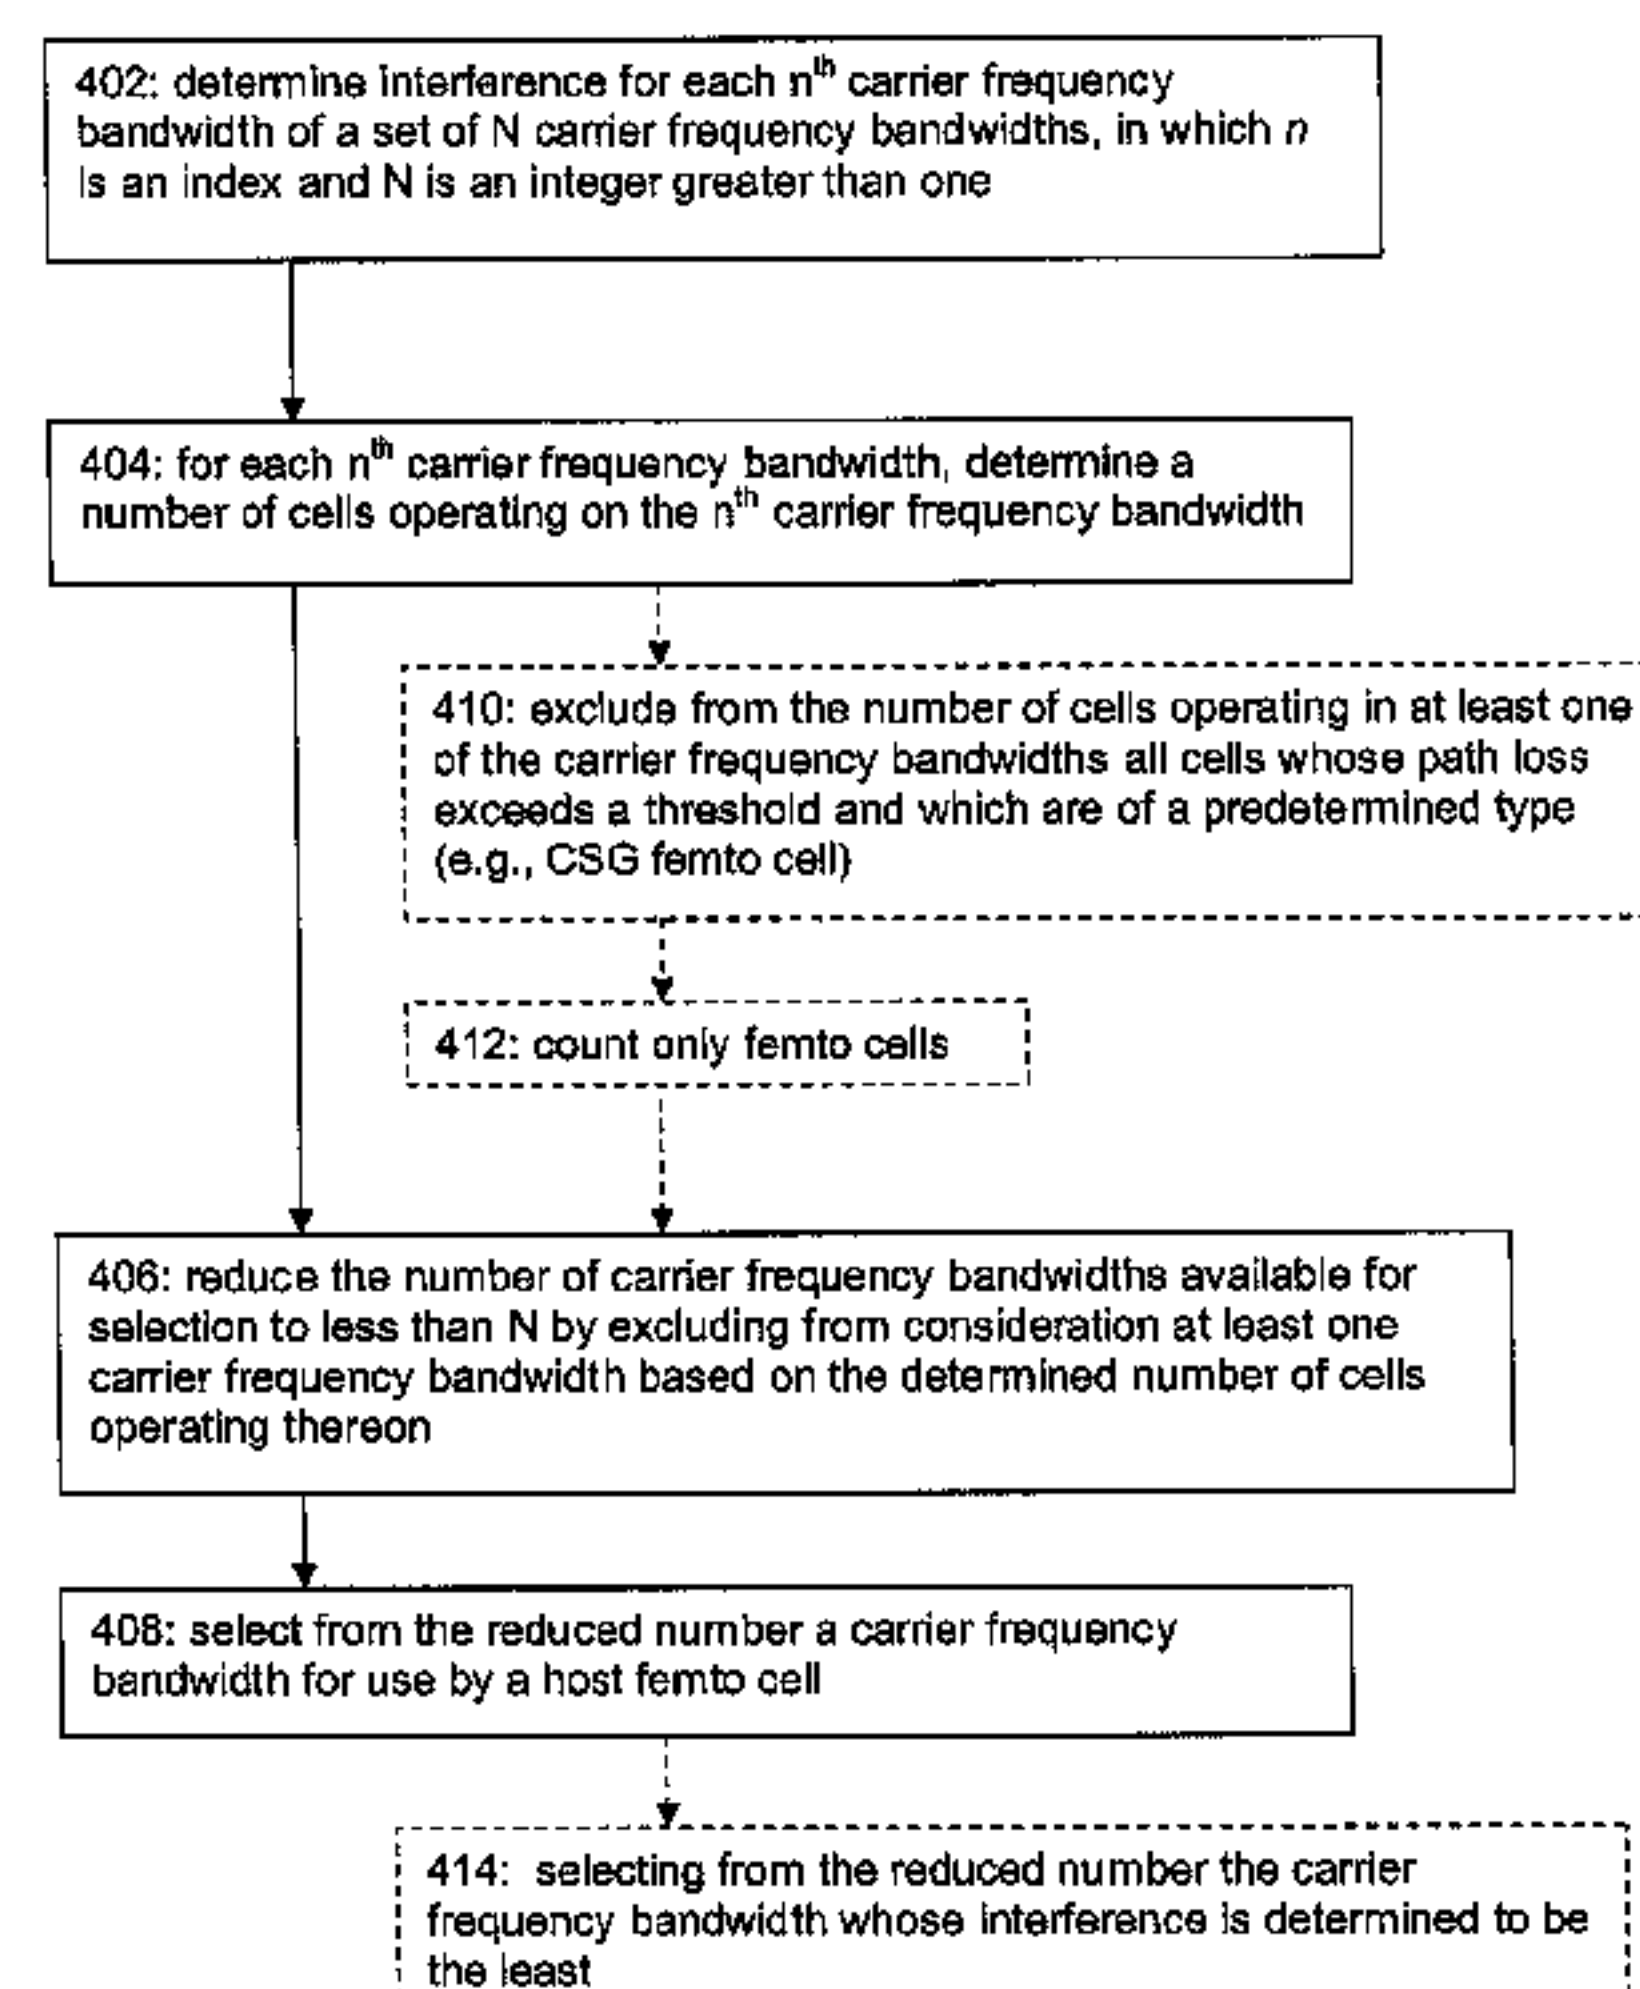 402: determine interference for each nth carrier frequency
bandwidth of a set of N carrier frequency bandwidths, in which n
is an index and N is an integer greater than one
404: for each nth carrier frequency bandwidth, determine a
number of cells operating on the nth carrier frequency bandwidth
410: exclude from the number of cells operating in at least one
of the carrier frequency bandwidths all cells whose path loss
exceeds a threshold and which are of a predetermined type
(e.g., CSG femto cell)
412: count only femto cells
406: reduce the number of carrier frequency bandwidths available for
selection to less than N by excluding from consideration at least one
carrier frequency bandwidth based on the determined number of cells
operating thereon
408: select from the reduced number a carrier frequency
bandwidth for use by a host femto cell
414: selecting from the reduced number the carrier
frequency bandwidth whose interference is determined to be
the least